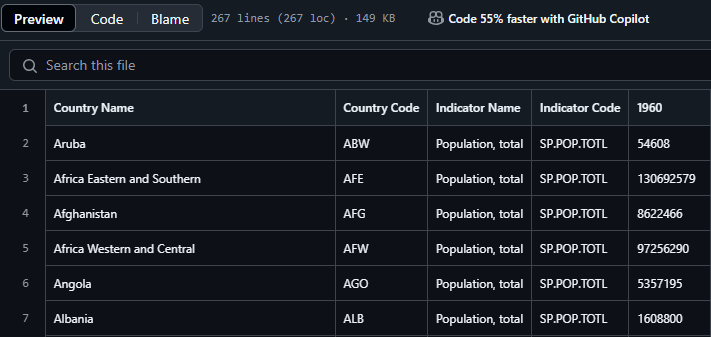 Preview Code Blame 267 lines (267 loc) · 149 KB Code 55% faster with GitHub Copilot
Search this file
1 Country Name Country Code Indicator Name Indicator Code 1960
2 Aruba ABW Population, total SP.POP.TOTL 54608
3 Africa Eastern and Southern AFE Population, total SP.POP.TOTL 130692579
4 Afghanistan AFG Population, total SP.POP.TOTL 8622466
5 Africa Western and Central AFW Population, total SP.POP.TOTL 97256290
6 Angola AGO Population, total SP.POP.TOTL 5357195
7 Albania ALB Population, total SP.POP.TOTL 1608800